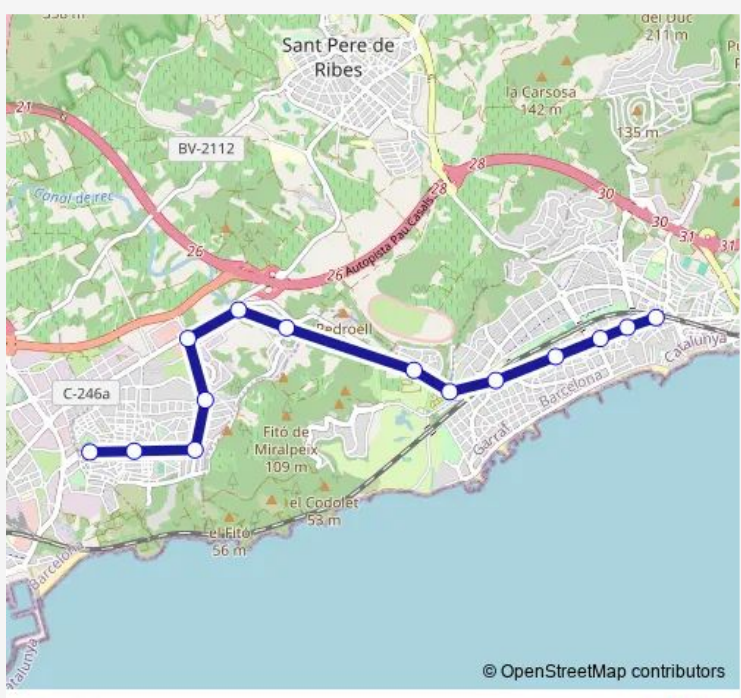 del Duc
211 m
Sant Pere de
Ribes
la Carsosa
142 m
135 m
21
BV-2112
28
28
30
30
31
31
Canal de rec
26
26
Autopista Pau Casals
Pedroell
Catalunya
C-246a
Barcelona
Garraf
Fitó de
Miralpeix
109 m
el Codolet
53 m
el Fitó
56 m
Barcelona
Catalunya
© OpenStreetMap contributors